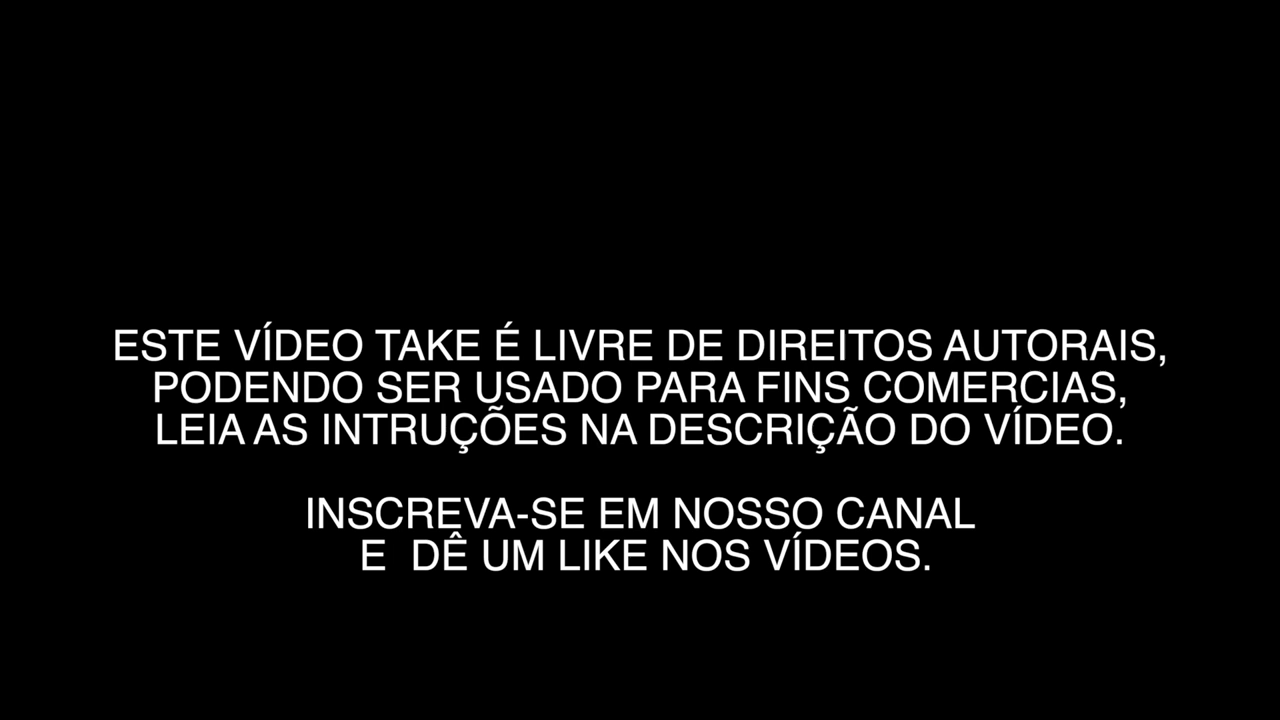 ESTE VÍDEO TAKE É LIVRE DE DIREITOS AUTORAIS,
PODENDO SER USADO PARA FINS COMERCIAS,
LEIA AS INTRUÇÕES NA DESCRIÇÃO DO VÍDEO.
INSCREVA-SE EM NOSSO CANAL
E  DÊ UM LIKE NOS VÍDEOS.